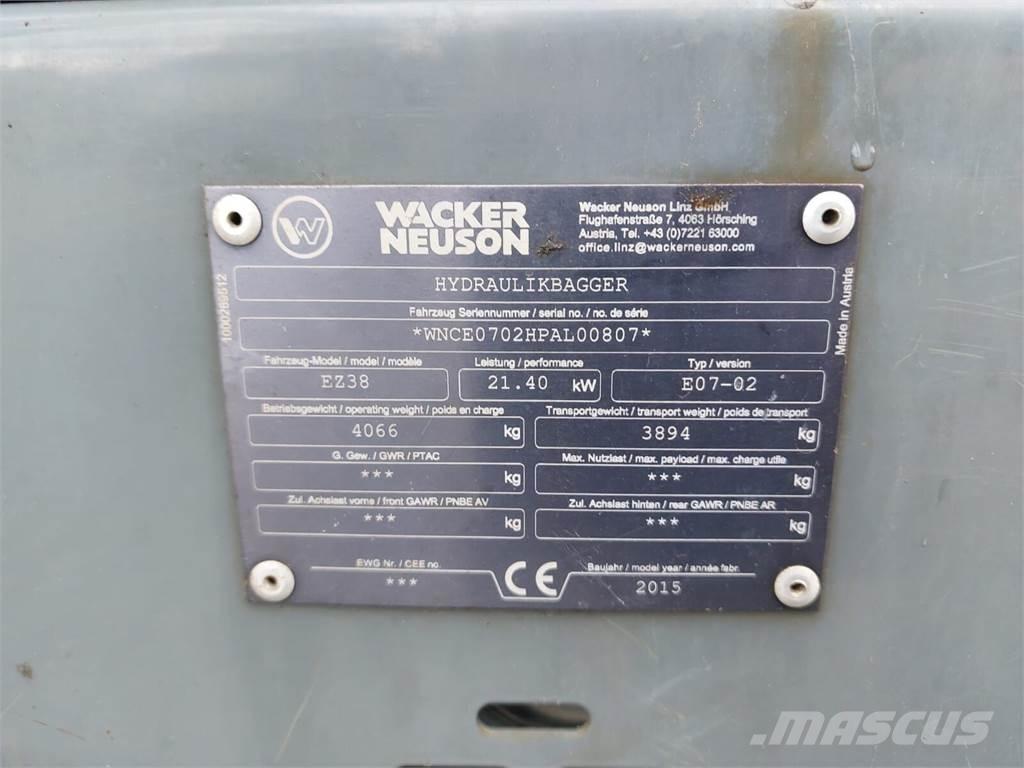 WACKER
NEUSON
Wacker Neuson Linz GmbH
Flughafenstraße 7, 4063 Hörsching
Austria, Tel. +43 (0)7221 63000
office.linz@wackerneuson.com
HYDRAULIKBAGGER
Fahrzeug Seriennummer / serial no. / no. de série
*WNCE0702HPAL00807*
Fahrzeug-Model / model / modèle
EZ38
Leistung / performance
21.40 kW
Typ / version
E07-02
Betriebsgewicht / operating weight / poids en charge
4066 kg
Transportgewicht / transport weight / poids de transport
3894 kg
G. Gew. / GWR / PTAC
*** kg
Max. Nutzlast / max. payload / max. charge utile
*** kg
Zul. Achslast vorne / front GAWR / PNBE AV
*** kg
Zul. Achslast hinten / rear GAWR / PNBE AR
*** kg
EWG Nr. / CEE no.
***
CE
Baujahr / model year / année fabr.
2015
1000269512
Made in Austria
MASCUS